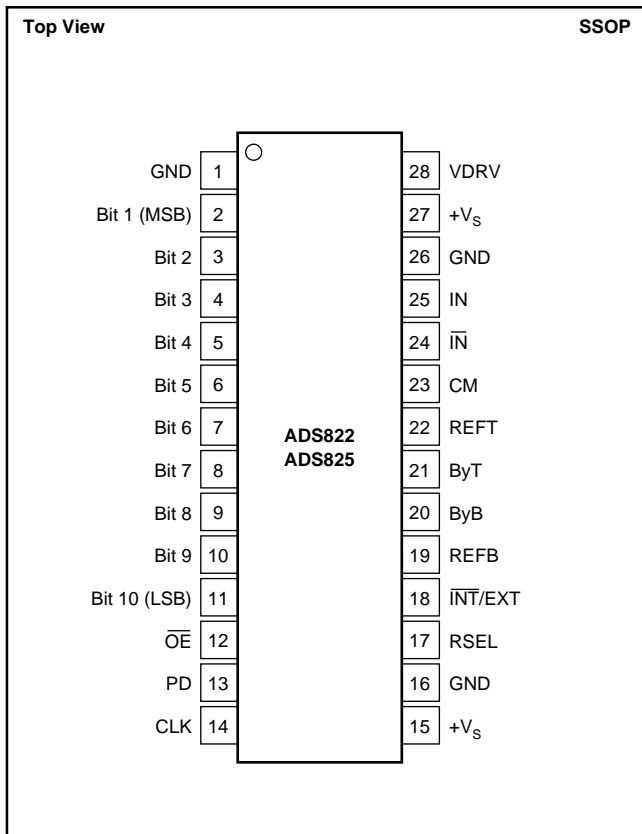 Top View SSOP
GND 1 28 VDRV
Bit 1 (MSB) 2 27 +VS
Bit 2 3 26 GND
Bit 3 4 25 IN
Bit 4 5 24 I̅N̅
Bit 5 6 23 CM
Bit 6 7 22 REFT
ADS822
ADS825
Bit 7 8 21 ByT
Bit 8 9 20 ByB
Bit 9 10 19 REFB
Bit 10 (LSB) 11 18 I̅N̅T̅/EXT
O̅E̅ 12 17 RSEL
PD 13 16 GND
CLK 14 15 +VS